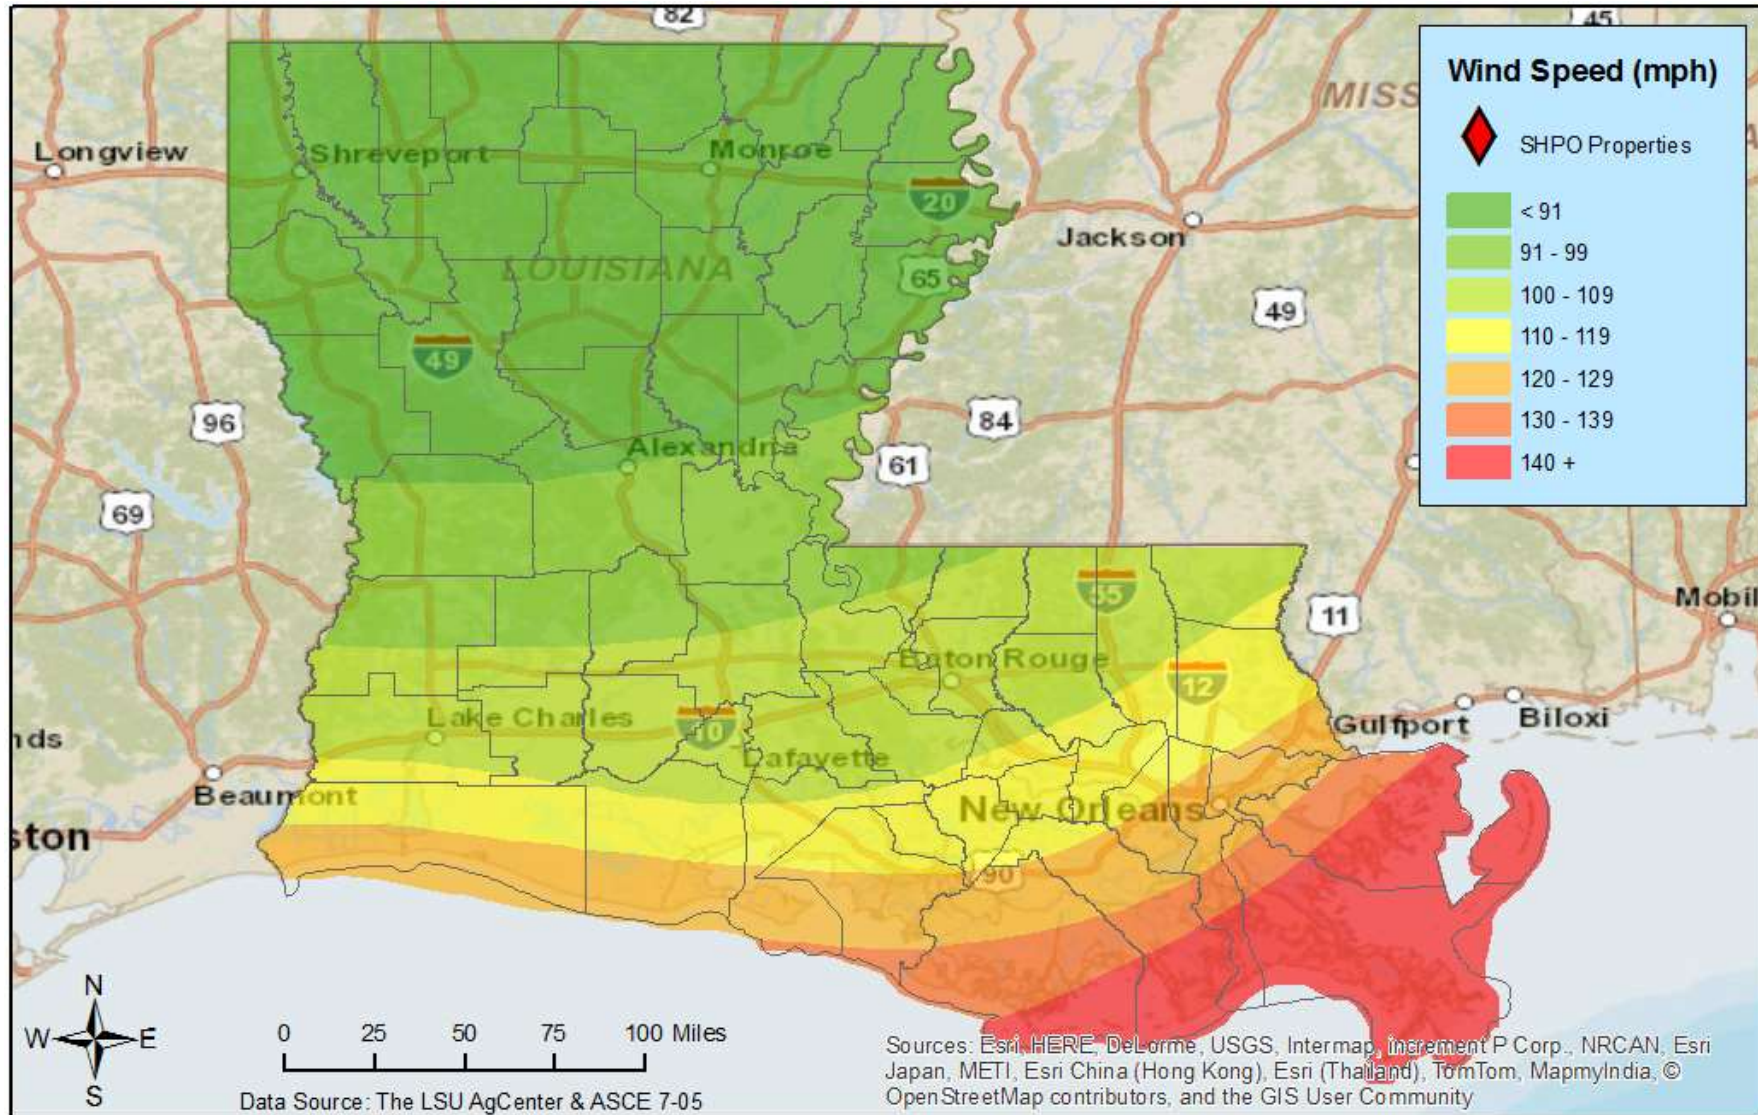 82
45
Wind Speed (mph)
MISS
SHPO Properties
Longview
Shreveport
Monroe
< 91
20
91 - 99
Jackson
LOUISIANA
65
100 - 109
49
110 - 119
49
120 - 129
96
84
130 - 139
Alexandria
61
140 +
69
55
11
Mobil
Baton Rouge
12
Lake Charles
10
Gulfport
Biloxi
nds
Lafayette
Beaumont
New Orleans
ston
90
N
W
E
S
0 25 50 75 100 Miles
Data Source: The LSU AgCenter & ASCE 7-05
Sources: Esri, HERE, DeLorme, USGS, Intermap, increment P Corp., NRCAN, Esri
Japan, METI, Esri China (Hong Kong), Esri (Thailand), TomTom, MapmyIndia, ©
OpenStreetMap contributors, and the GIS User Community